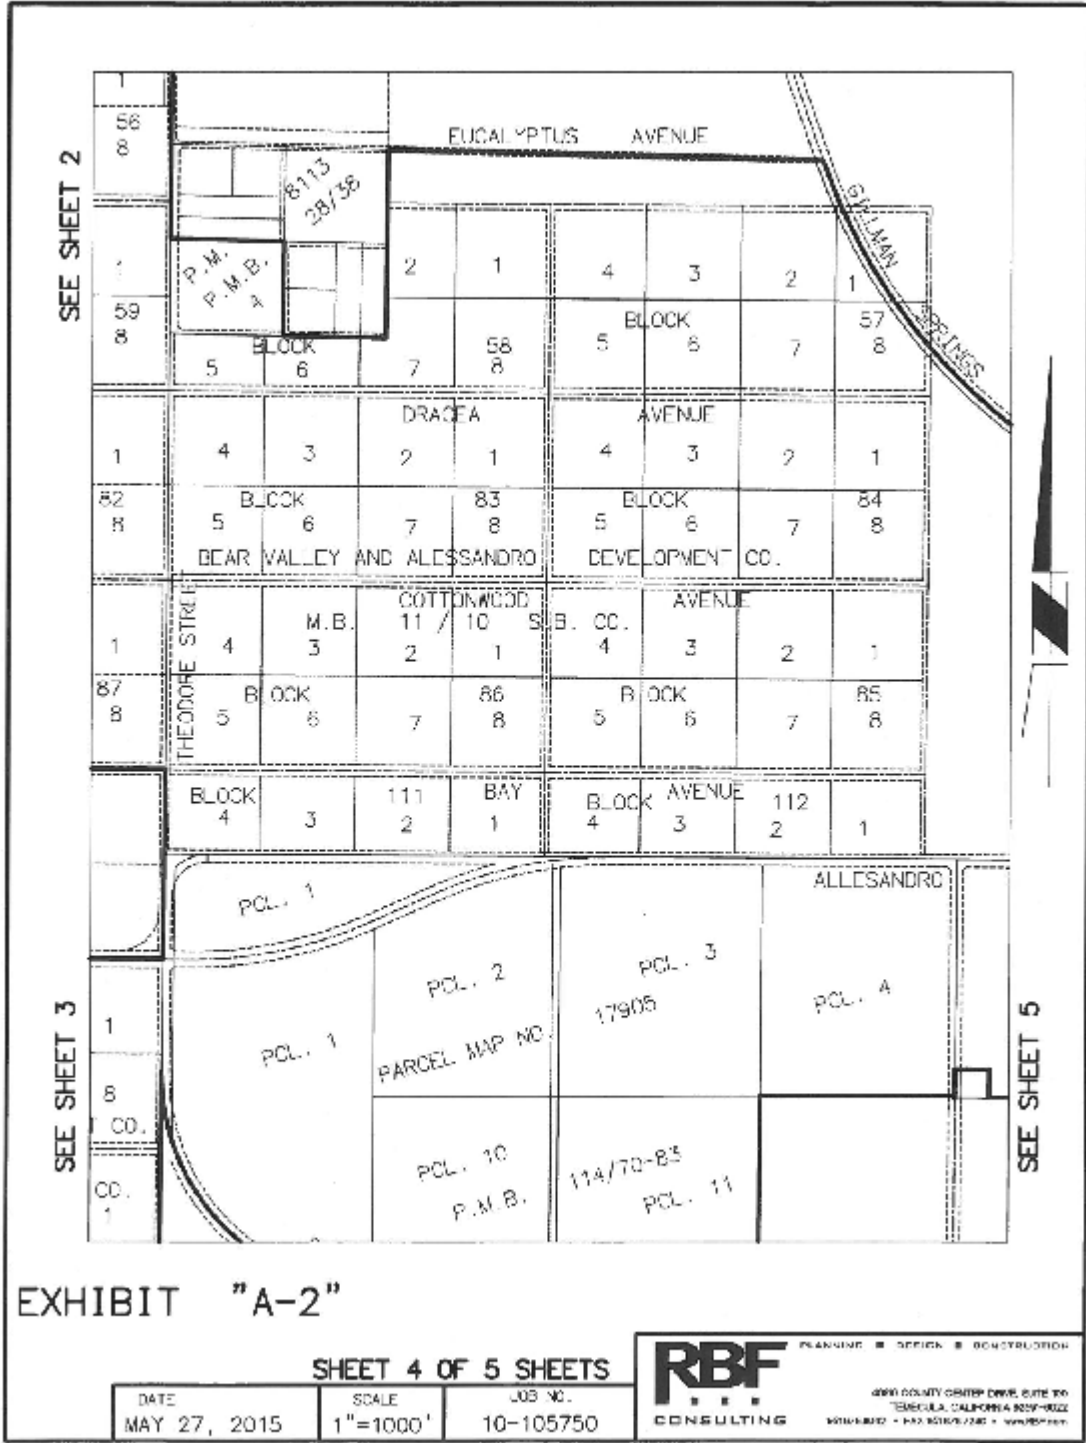 1
56
8
EUCALYPTUS AVENUE
SEE SHEET 2
8113
28/38
GILLMAN SPRINGS
P.M.
P.M.B.
1
59
8
2 1 4 3 2 1
BLOCK 58 BLOCK 57
5 6 7 8 5 6 7 8
DRACEA AVENUE
1 4 3 2 1 4 3 2 1
82 BLOCK 83 BLOCK 84
8 5 6 7 8 5 6 7 8
BEAR VALLEY AND ALESSANDRO DEVELOPMENT CO.
COTTONWOOD AVENUE
M.B. 11 / 10 S.B. CO.
THEODORE STREET
1 4 3 2 1 4 3 2 1
87 BLOCK 86 BLOCK 85
8 5 6 7 8 5 6 7 8
BLOCK 111 BAY BLOCK AVENUE 112
4 3 2 1 4 3 2 1
ALLESANDRO
PCL. 1
PCL. 2
PCL. 3
PCL. 4
17905
PARCEL MAP NO.
PCL. 1
SEE SHEET 3
1
8
CO.
CO.
1
SEE SHEET 5
PCL. 10
114/70-83
P.M.B.
PCL. 11
EXHIBIT "A-2"
SHEET 4 OF 5 SHEETS
DATE SCALE JOB NO.
MAY 27, 2015 1"=1000' 10-105750
RBF
CONSULTING
PLANNING ■ DESIGN ■ CONSTRUCTION
COUNTY CENTER DRIVE, SUITE
TEMECULA, CALIFORNIA